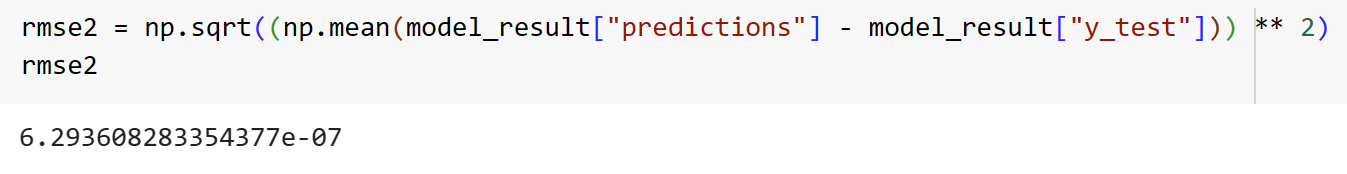 rmse2 = np.sqrt((np.mean(model_result["predictions"] - model_result["y_test"])) ** 2)
rmse2
6.293608283354377e-07